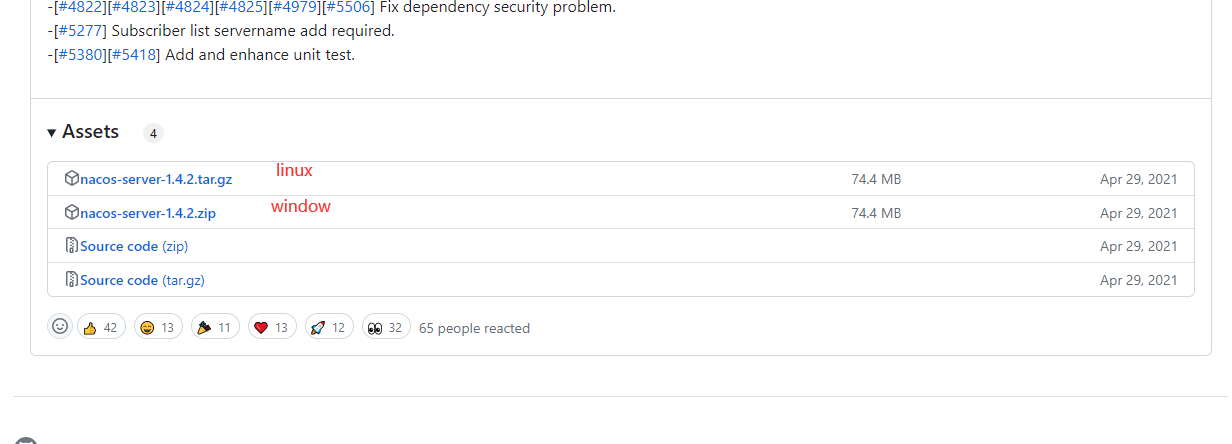 -[#4822][#4823][#4824][#4825][#4979][#5506] Fix dependency security problem.
-[#5277] Subscriber list servername add required.
-[#5380][#5418] Add and enhance unit test.
Assets 4
nacos-server-1.4.2.tar.gz linux 74.4 MB Apr 29, 2021
nacos-server-1.4.2.zip window 74.4 MB Apr 29, 2021
Source code (zip) Apr 29, 2021
Source code (tar.gz) Apr 29, 2021
42 13 11 13 12 32 65 people reacted